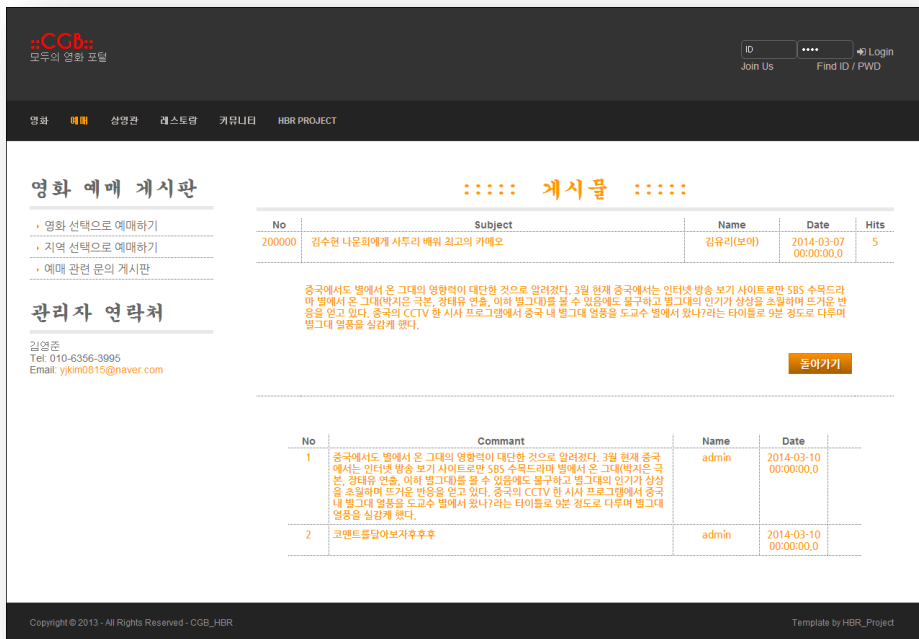 ::CGB::
모두의 영화 포털
ID
•••• Login
Join Us Find ID / PWD
영화 예매 상영관 레스토랑 커뮤니티 HBR PROJECT
영화 예매 게시판
영화 선택으로 예매하기
지역 선택으로 예매하기
예매 관련 문의 게시판
관리자 연락처
김영준
Tel: 010-6356-3995
Email: yjkim0815@naver.com
::::: 게시물 :::::
No Subject Name Date Hits
200000 김수현 나문희에게 사투리 배워 최고의 카메오 김유리(보아) 2014-03-07 5
00:00:00.0
중국에서도 별에서 온 그대의 영향력이 대단한 것으로 알려졌다. 3월 현재 중국에서는 인터넷 방송 보기 사이트로만 SBS 수목드라
마 별에서 온 그대(박지은 극본, 장태유 연출, 이하 별그대)를 볼 수 있음에도 불구하고 별그대의 인기가 상상을 초월하며 뜨거운 반
응을 얻고 있다. 중국의 CCTV 한 시사 프로그램에서 중국 내 별그대 열풍을 도교수 별에서 왔나?라는 타이틀로 9분 정도로 다루며
별그대 열풍을 실감케 했다.
돌아가기
No Commant Name Date
1 중국에서도 별에서 온 그대의 영향력이 대단한 것으로 알려졌다. 3월 현재 중국 admin 2014-03-10
에서는 인터넷 방송 보기 사이트로만 SBS 수목드라마 별에서 온 그대(박지은 극 00:00:00.0
본, 장태유 연출, 이하 별그대)를 볼 수 있음에도 불구하고 별그대의 인기가 상상
을 초월하며 뜨거운 반응을 얻고 있다. 중국의 CCTV 한 시사 프로그램에서 중국
내 별그대 열풍을 도교수 별에서 왔나?라는 타이틀로 9분 정도로 다루며 별그대
열풍을 실감케 했다.
2 코맨트를달아보자후후후 admin 2014-03-10
00:00:00.0
Copyright © 2013 - All Rights Reserved - CGB_HBR Template by HBR_Project